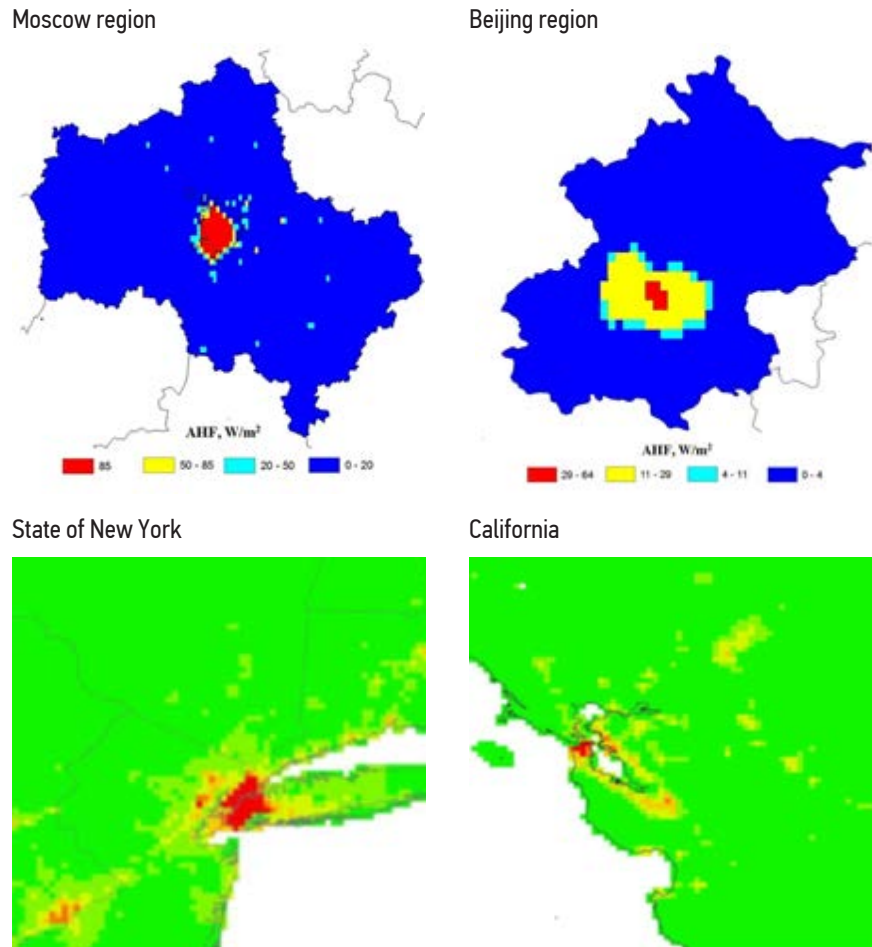 Moscow region
Beijing region
AHF, W/m²
85 50 - 85 20 - 50 0 - 20
AHF, W/m²
29 - 64 11 - 29 4 - 11 0 - 4
State of New York
California